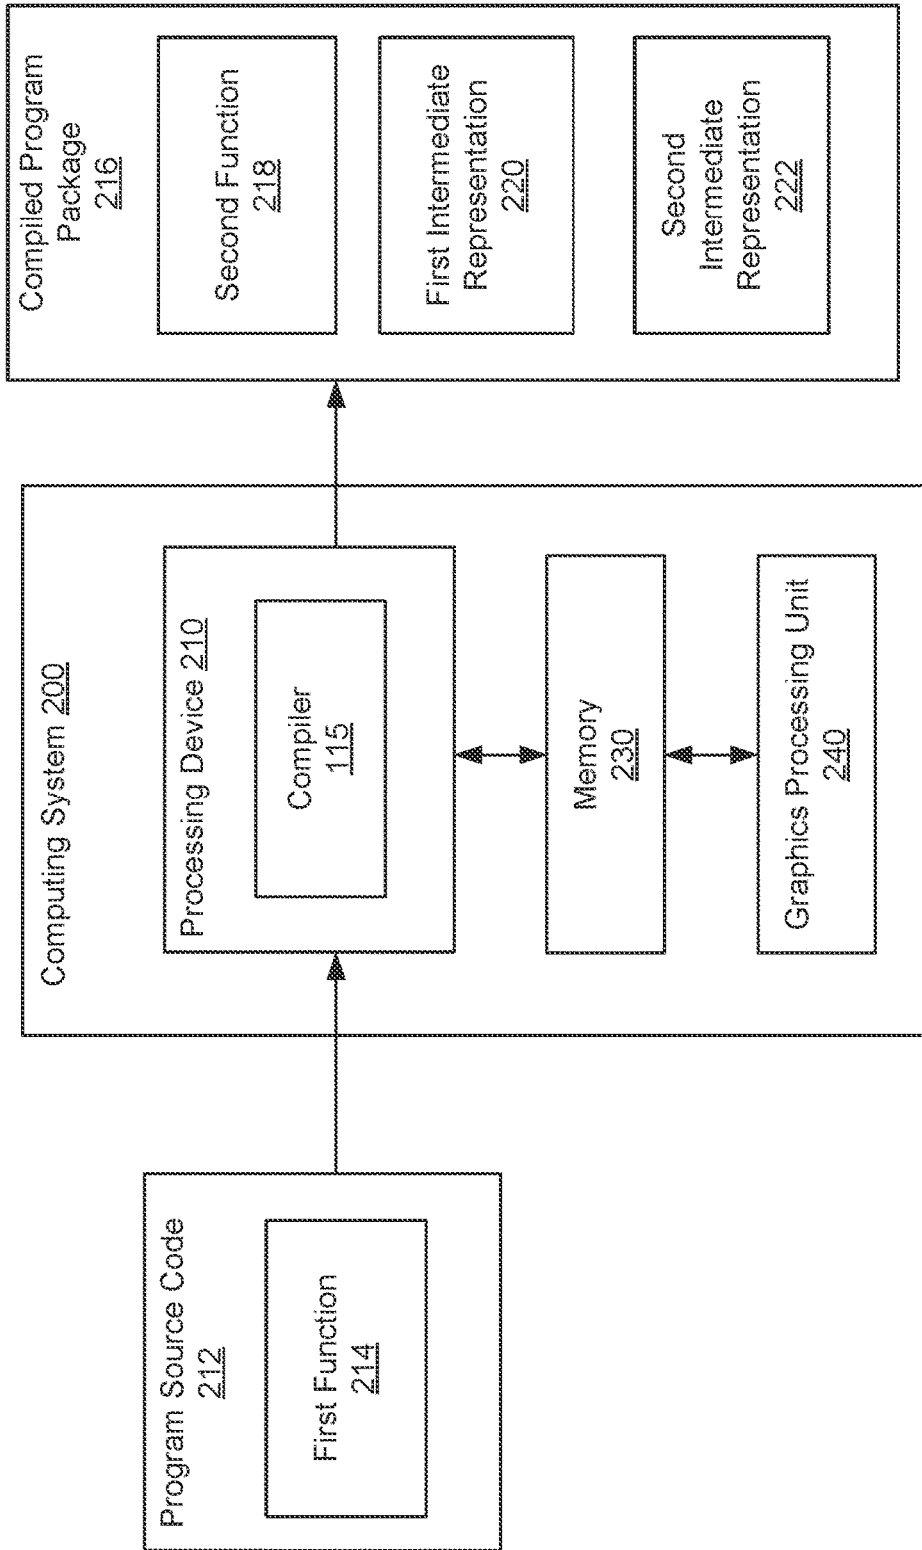 Program Source Code
212
First Function
214
Computing System 200
Processing Device 210
Compiler
115
Memory
230
Graphics Processing Unit
240
Compiled Program
Package
216
Second Function
218
First Intermediate
Representation
220
Second
Intermediate
Representation
222